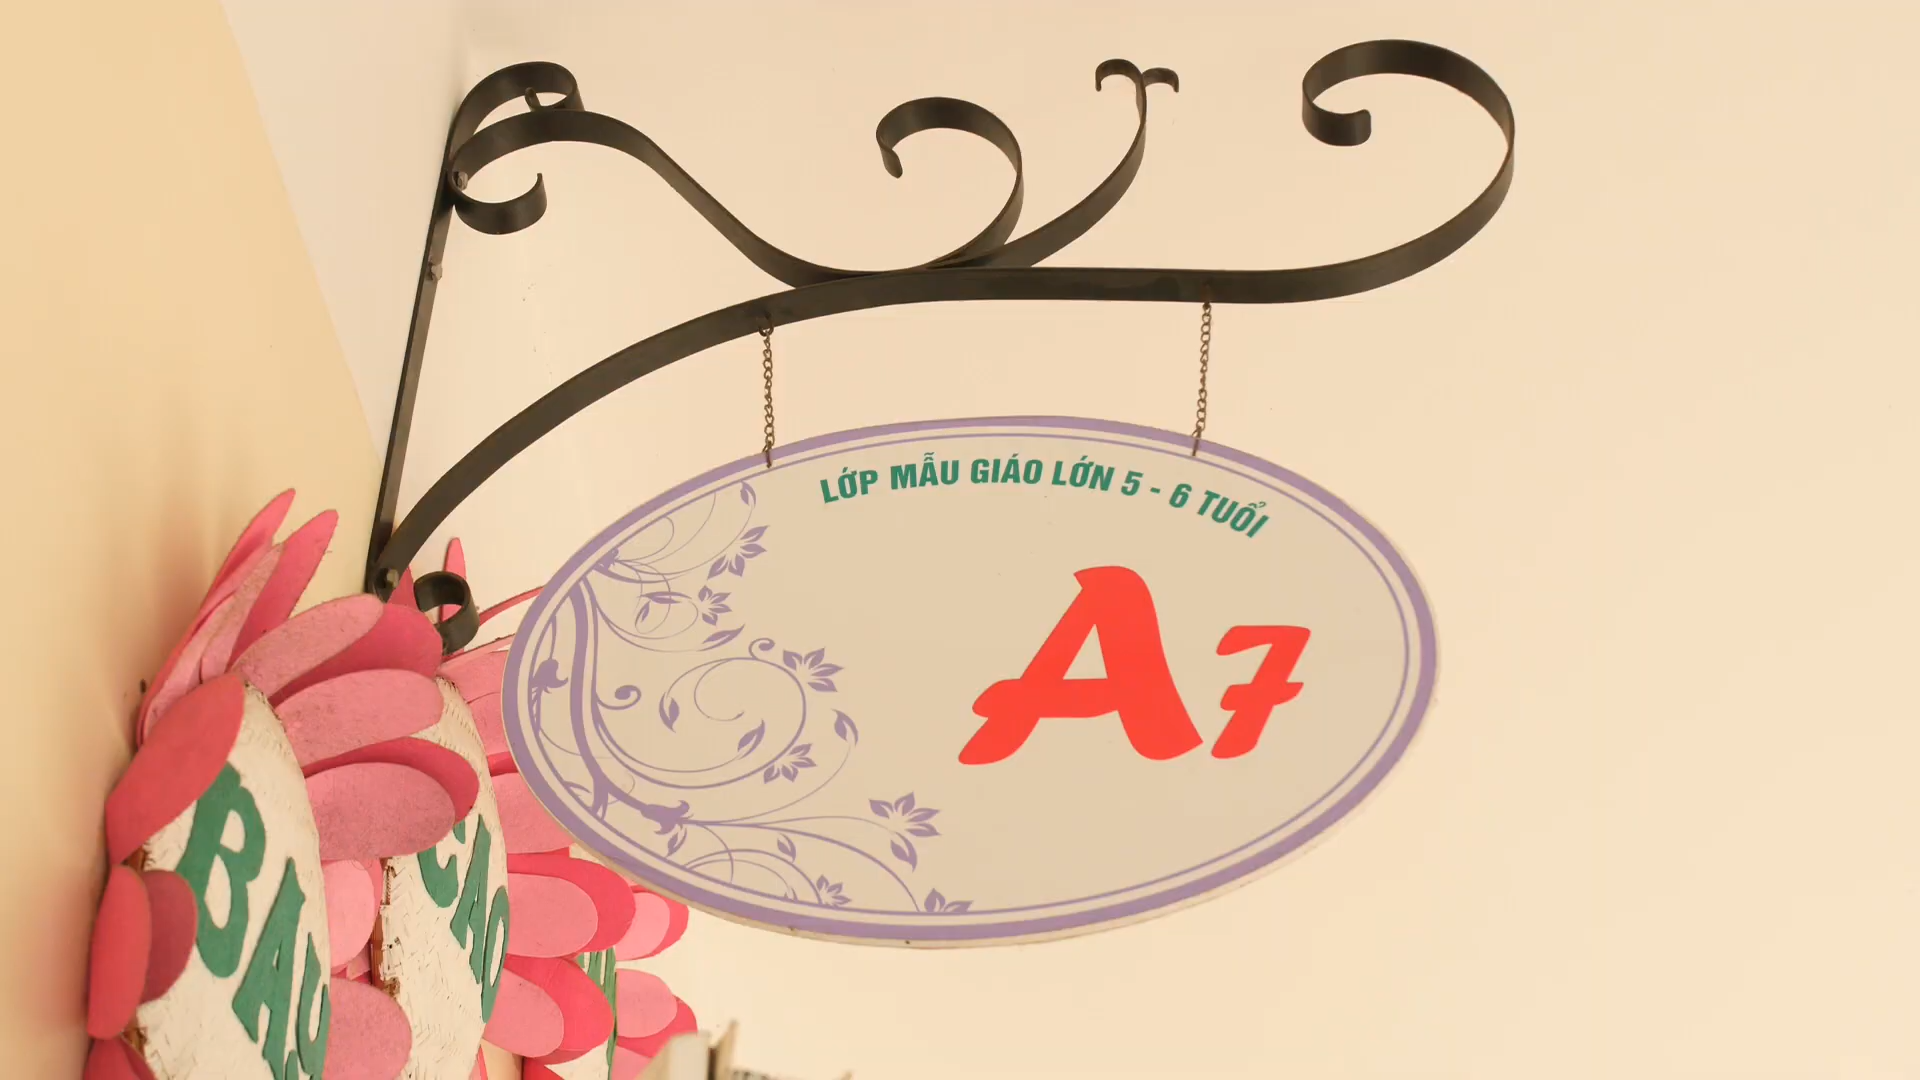 LỚP MẪU GIÁO LỚN 5 - 6 TUỔI
A7